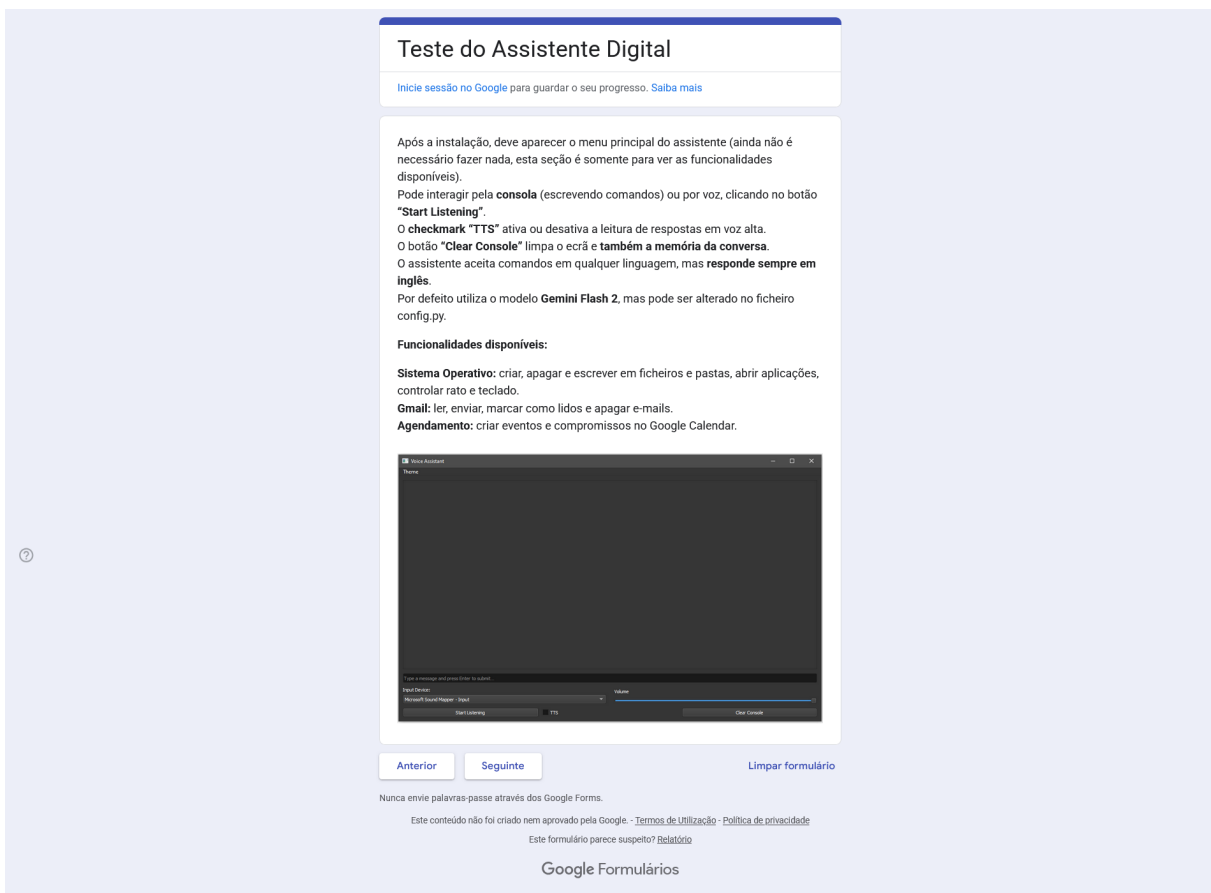 Teste do Assistente Digital
Inicie sessão no Google para guardar o seu progresso. Saiba mais
Após a instalação, deve aparecer o menu principal do assistente (ainda não é
necessário fazer nada, esta seção é somente para ver as funcionalidades
disponíveis).
Pode interagir pela consola (escrevendo comandos) ou por voz, clicando no botão
“Start Listening”.
O checkmark “TTS” ativa ou desativa a leitura de respostas em voz alta.
O botão “Clear Console” limpa o ecrã e também a memória da conversa.
O assistente aceita comandos em qualquer linguagem, mas responde sempre em
inglês.
Por defeito utiliza o modelo Gemini Flash 2, mas pode ser alterado no ficheiro
config.py.
Funcionalidades disponíveis:
Sistema Operativo: criar, apagar e escrever em ficheiros e pastas, abrir aplicações,
controlar rato e teclado.
Gmail: ler, enviar, marcar como lidos e apagar e-mails.
Agendamento: criar eventos e compromissos no Google Calendar.
Voice Assistant
Theme
Type a message and press Enter to submit...
Input Device:
Volume
Microsoft Sound Mapper - Input
Start Listening
TTS
Clear Console
Anterior
Seguinte
Limpar formulário
Nunca envie palavras-passe através dos Google Forms.
Este conteúdo não foi criado nem aprovado pela Google. - Termos de Utilização - Política de privacidade
Este formulário parece suspeito? Relatório
Google Formulários